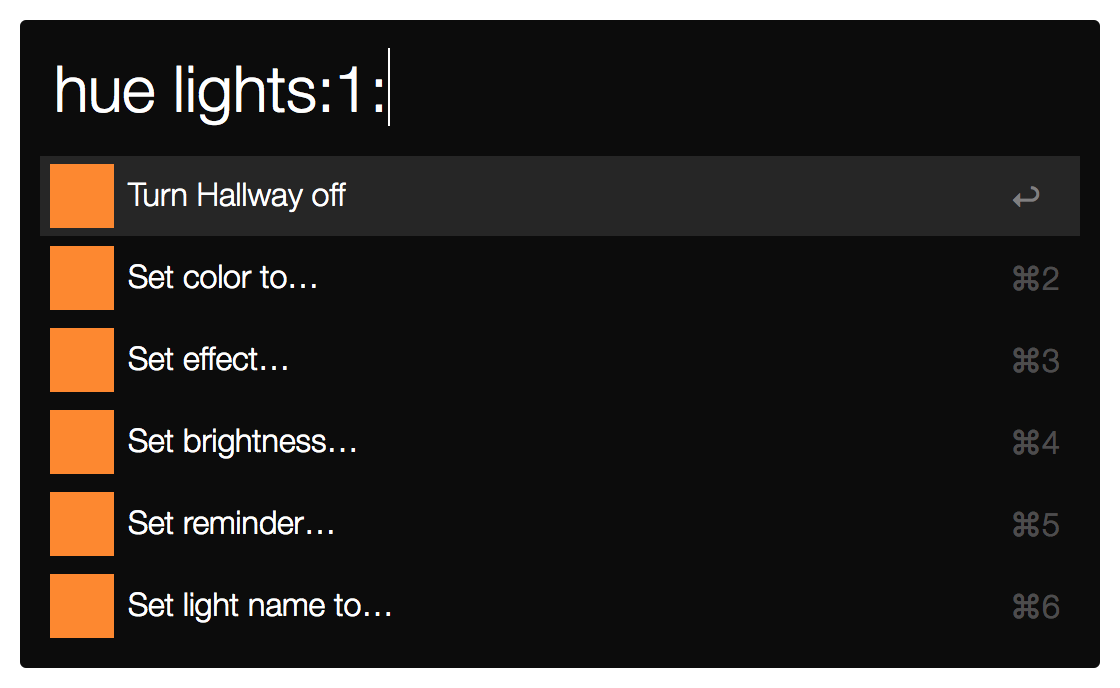 hue lights:1:
Turn Hallway off ↩
Set color to… ⌘2
Set effect… ⌘3
Set brightness… ⌘4
Set reminder… ⌘5
Set light name to… ⌘6